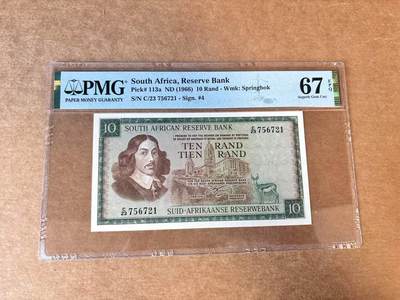 PMG
PAPER MONEY GUARANTY
South Africa, Reserve Bank
Pick# 113a ND (1966) 10 Rand - Wmk: Springbok
S/N C/23 756721 - Sign. #4
67 EPQ
Superb Gem Unc
10 SOUTH AFRICAN RESERVE BANK
C/23 756721
TEN RAND
TIEN RAND
C/23 756721
SUID-AFRIKAANSE RESERWEBANK 10